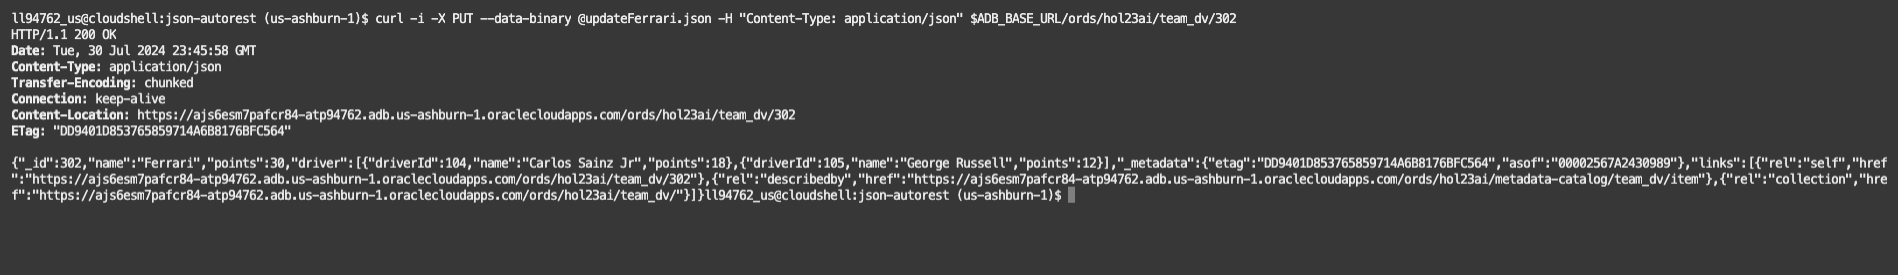 ll94762_us@cloudshell:json-autorest (us-ashburn-1)$ curl -i -X PUT --data-binary @updateFerrari.json -H "Content-Type: application/json" $ADB_BASE_URL/ords/hol23ai/team_dv/302
HTTP/1.1 200 OK
Date: Tue, 30 Jul 2024 23:45:58 GMT
Content-Type: application/json
Transfer-Encoding: chunked
Connection: keep-alive
Content-Location: https://ajs6esm7pafcr84-atp94762.adb.us-ashburn-1.oraclecloudapps.com/ords/hol23ai/team_dv/302
ETag: "DD9401D853765859714A6B8176BFC564"
{"_id":302,"name":"Ferrari","points":30,"driver":[{"driverId":104,"name":"Carlos Sainz Jr","points":18},{"driverId":105,"name":"George Russell","points":12}],"_metadata":{"etag":"DD9401D853765859714A6B8176BFC564","asof":"00002567A2430989"},"links":[{"rel":"self","href
":"https://ajs6esm7pafcr84-atp94762.adb.us-ashburn-1.oraclecloudapps.com/ords/hol23ai/team_dv/302"},{"rel":"describedby","href":"https://ajs6esm7pafcr84-atp94762.adb.us-ashburn-1.oraclecloudapps.com/ords/hol23ai/metadata-catalog/team_dv/item"},{"rel":"collection","hre
f":"https://ajs6esm7pafcr84-atp94762.adb.us-ashburn-1.oraclecloudapps.com/ords/hol23ai/team_dv/"}]}ll94762_us@cloudshell:json-autorest (us-ashburn-1)$